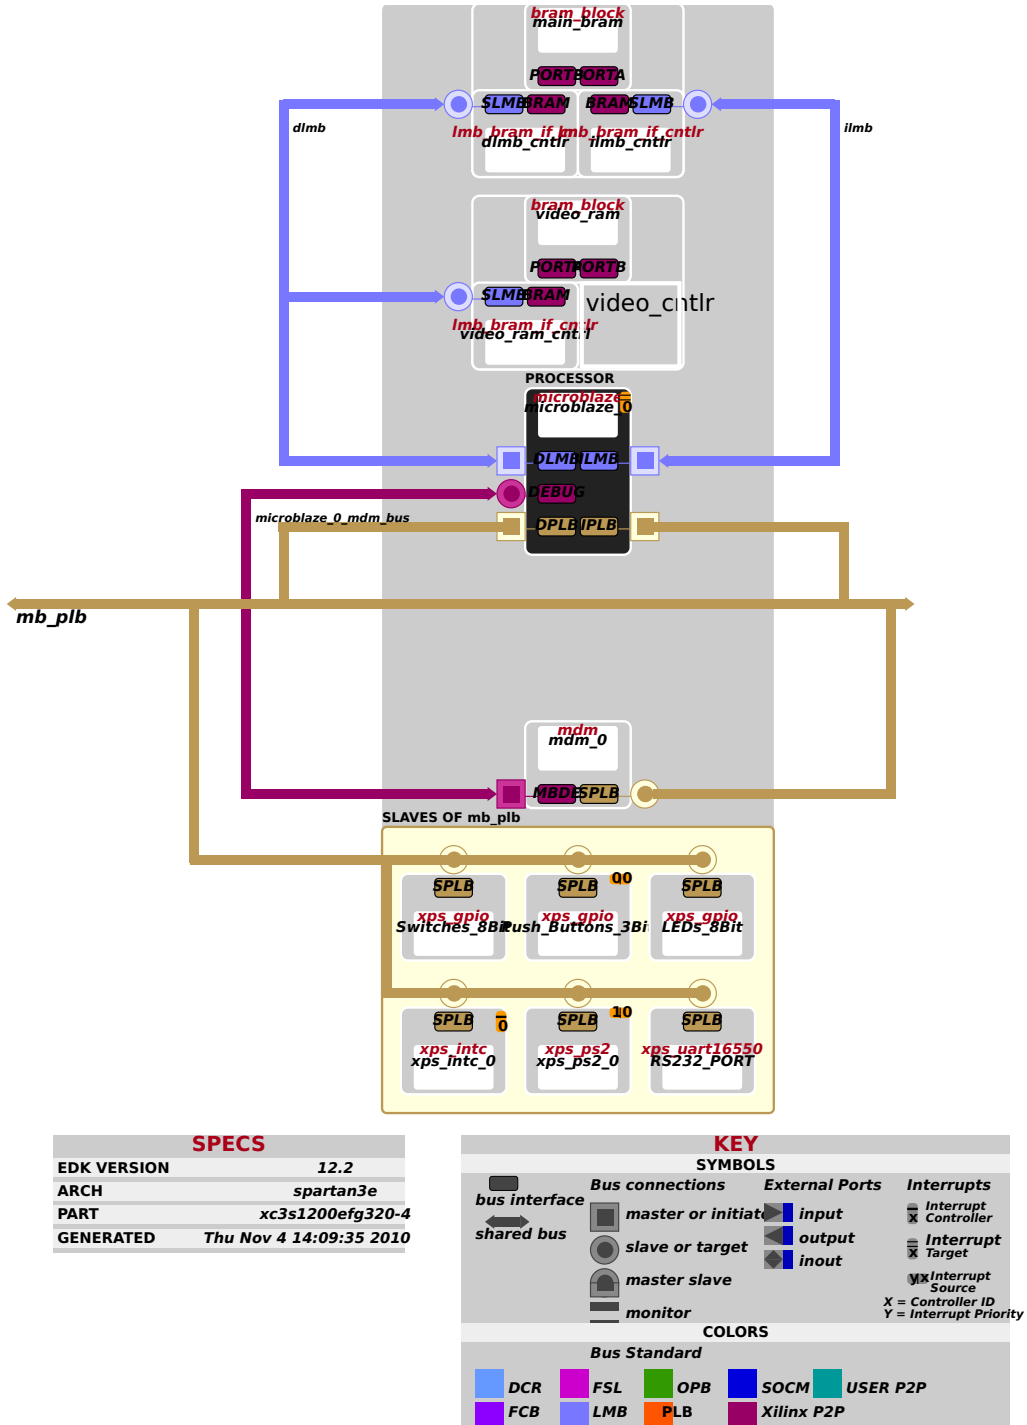 bram_block
main_bram
PORTB PORTA
SLMB BRAM BRAM SLMB
dlmb
ilmb
lmb_bram_if_cntlr lmb_bram_if_cntlr
dlmb_cntlr ilmb_cntlr
bram_block
video_ram
PORTA PORTB
SLMB BRAM
video_cntlr
lmb_bram_if_cntlr
video_ram_cntrl
PROCESSOR
microblaze
microblaze_0
0
DLMB ILMB
DEBUG
microblaze_0_mdm_bus
DPLB IPLB
mb_plb
mdm
mdm_0
MBDE SPLB
SLAVES OF mb_plb
00
SPLB SPLB SPLB
xps_gpio xps_gpio xps_gpio
Switches_8Bit Push_Buttons_3Bit LEDs_8Bit
10
SPLB 0 SPLB SPLB
xps_intc xps_ps2 xps_uart16550
xps_intc_0 xps_ps2_0 RS232_PORT
SPECS
EDK VERSION 12.2
ARCH spartan3e
PART xc3s1200efg320-4
GENERATED Thu Nov 4 14:09:35 2010
KEY
SYMBOLS
bus interface
shared bus
Bus connections
master or initiator
slave or target
master slave
monitor
External Ports
input
output
inout
Interrupts
x Interrupt
Controller
x Interrupt
Target
yx Interrupt
Source
X = Controller ID
Y = Interrupt Priority
COLORS
Bus Standard
DCR FSL OPB SOCM USER P2P
FCB LMB PLB Xilinx P2P